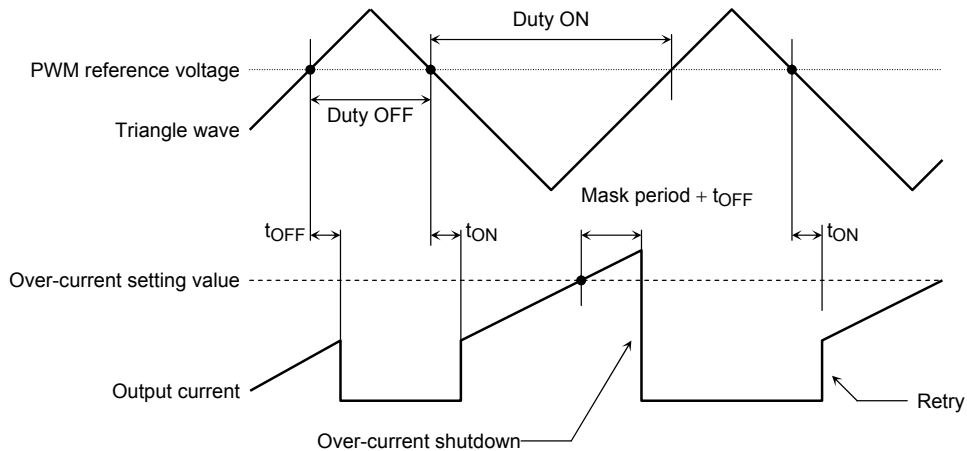 Duty ON
PWM reference voltage
Duty OFF
Triangle wave
Mask period + tOFF
tOFF
tON
tON
Over-current setting value
Output current
Retry
Over-current shutdown